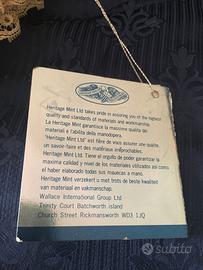 Heritage Mint Ltd takes pride in assuring you of the highest
quality and standards of materials and workmanship.
La Heritage Mint garantisce la massima qualità dei
materiali e l'abilità della manodopera.
'Heritage Mint Ltd' est fière de vous assurer une qualité,
un savoir-faire et des matériaux irréprochables.
Heritage Mint Ltd. Tiene el orgullo de poder garantizar la
maxima calidad y nivel de los materiales utilizados asi como
el haber elaborado todas sus muñecas a mano.
Heritage Mint verzekert u met trots de beste kwaliteit
van materiaal en vakmanschap.
Wallace International Group Ltd
Trinity Court Batchworth island
Church Street Rickmansworth WD3 1JQ
subito